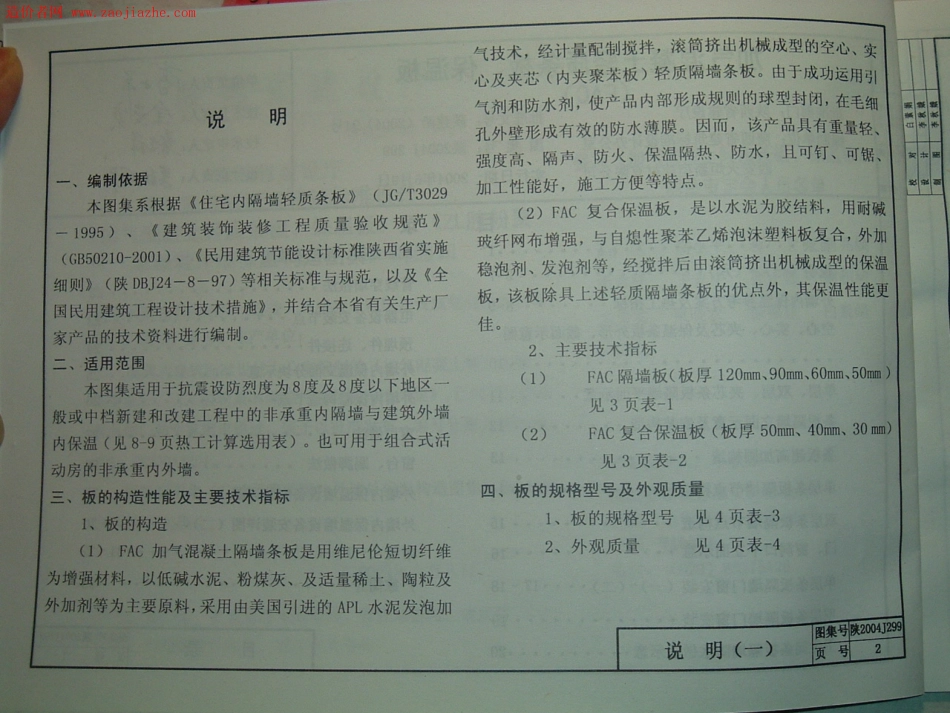 www.zaojiazhe.com
说 明
一、编制依据
本图集系根据《住宅内隔墙轻质条板》（JG/T3029
－1995）、《建筑装饰装修工程质量验收规范》
（GB50210-2001）、《民用建筑节能设计标准陕西省实施
细则》（陕 DBJ24－8－97）等相关标准与规范，以及《全
国民用建筑工程设计技术措施》，并结合本省有关生产厂
家产品的技术资料进行编制。
二、适用范围
本图集适用于抗震设防烈度为8度及8度以下地区一
般或中档新建和改建工程中的非承重内隔墙与建筑外墙
内保温（见8-9页热工计算选用表）。也可用于组合式活
动房的非承重内外墙。
三、板的构造性能及主要技术指标
1、板的构造
（1）FAC 加气混凝土隔墙条板是用维尼伦短切纤维
为增强材料，以低碱水泥、粉煤灰、及适量稀土、陶粒及
外加剂等为主要原料，采用由美国引进的 APL 水泥发泡加
气技术，经计量配制搅拌，滚筒挤出机械成型的空心、实
心及夹芯（内夹聚苯板）轻质隔墙条板。由于成功运用引
气剂和防水剂，使产品内部形成规则的球型封闭，在毛细
孔外壁形成有效的防水薄膜。因而，该产品具有重量轻、
强度高、隔声、防火、保温隔热、防水，且可钉、可锯、
加工性能好，施工方便等特点。
（2）FAC 复合保温板，是以水泥为胶结料，用耐碱
玻纤网布增强，与自熄性聚苯乙烯泡沫塑料板复合，外加
稳泡剂、发泡剂等，经搅拌后由滚筒挤出机械成型的保温
板，该板除具上述轻质隔墙条板的优点外，其保温性能更
佳。
2、主要技术指标
（1） FAC隔墙板（板厚120mm、90mm、60mm、50mm）
见3页表-1
（2） FAC复合保温板（板厚50mm、40mm、30mm）
见3页表-2
四、板的规格型号及外观质量
1、板的规格型号 见4页表-3
2、外观质量 见4页表-4
说 明（一）
图集号 陕2004J299
页 号 2